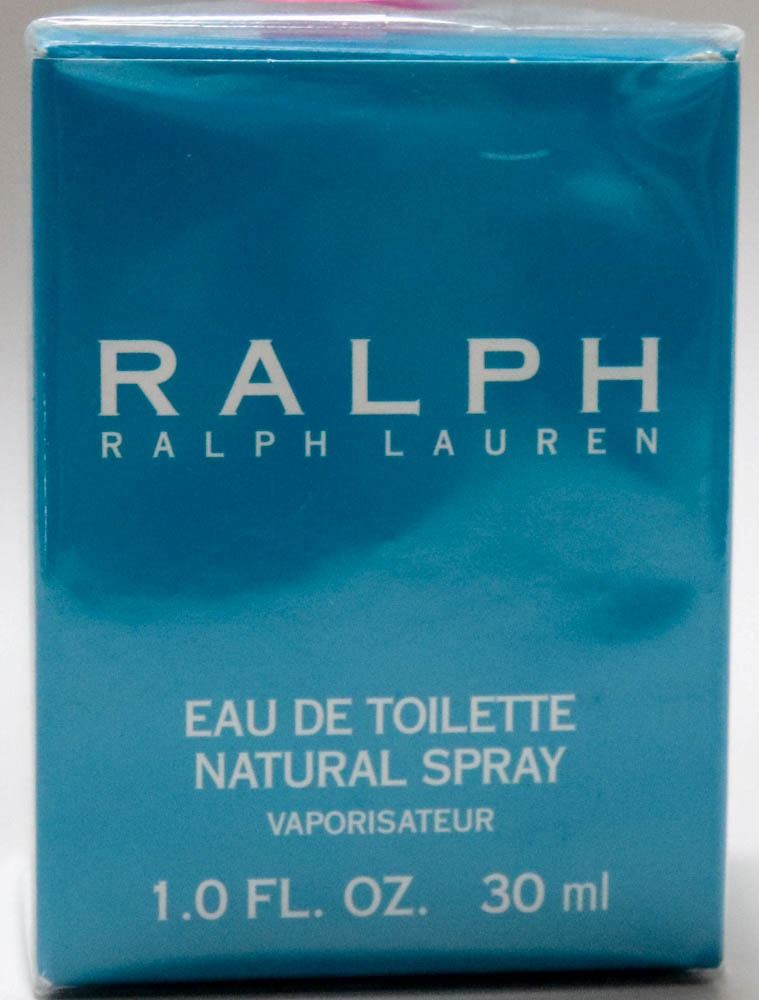 RALPH
RALPH LAUREN
EAU DE TOILETTE
NATURAL SPRAY
VAPORISATEUR
1.0 FL. OZ. 30 ml